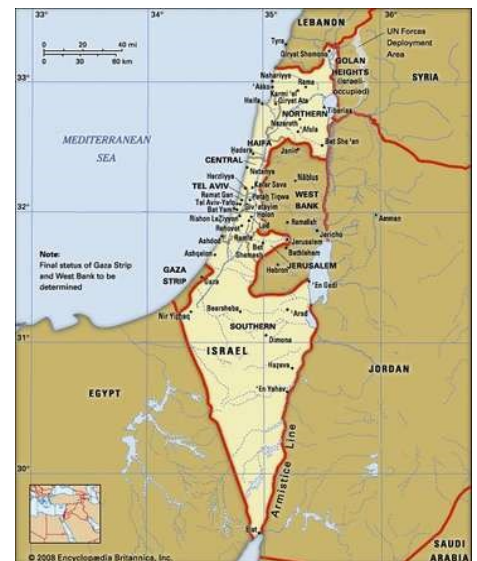 34°
35°
36°
LEBANON
0 20 40 mi
0 30 60 km
Tyre
Qiryat Shemona
UN Forces
Deployment
Area
GOLAN
HEIGHTS
(Israeli-
occupied)
SYRIA
33°
Nahariyya
'Akko
Rama
Karmi'el
Haifa
Qiryat Ata
NORTHERN
Tiberias
Nazareth
'Afula
MEDITERRANEAN
SEA
HAIFA
Hadera
Bet She'an
Janin
CENTRAL
Netanya
Herzliyya
Kefar Sava
Nablus
TEL AVIV
Ramat Gan
Petah Tiqwa
Tel Aviv-Yafo
Giv'atayim
WEST
BANK
32°
Bat Yam
Holon
Rishon LeZiyyon
Lod
Ramallah
Amman
Rehovot
Ramla
Jericho
Ashdod
Jerusalem
Bet
Shemesh
Bethlehem
Ashqelon
JERUSALEM
Hebron
Note:
Final status of Gaza Strip
and West Bank to be
determined
GAZA
STRIP
Gaza
'En Gedi
Nir Yizhaq
Beersheba
'Arad
SOUTHERN
31°
Dimona
ISRAEL
JORDAN
Hazeva
EGYPT
'En Yahav
Armistice Line
30°
Elat
SAUDI
ARABIA
© 2008 Encyclopædia Britannica, Inc.